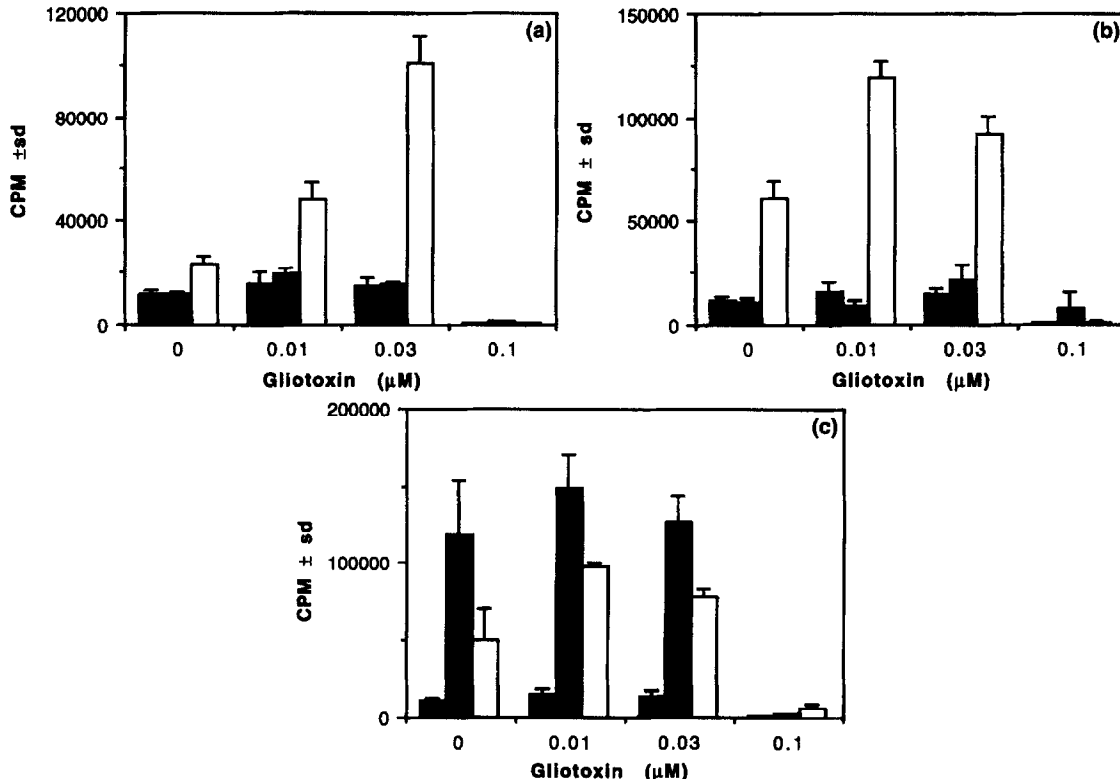 (a)
120000
80000
40000
0
CPM ±sd
0 0.01 0.03 0.1
Gliotoxin (μM)
(b)
150000
100000
50000
0
CPM ± sd
0 0.01 0.03 0.1
Gliotoxin (μM)
(c)
200000
100000
0
CPM ± sd
0 0.01 0.03 0.1
Gliotoxin (μM)